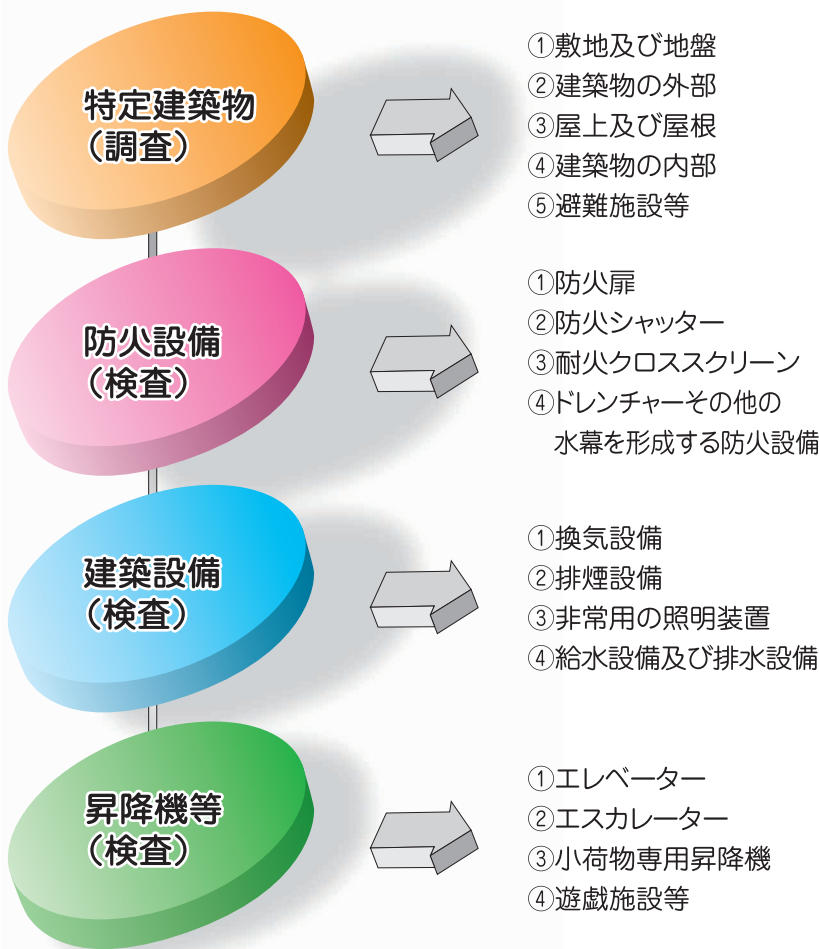 特定建築物
（調査）
①敷地及び地盤
②建築物の外部
③屋上及び屋根
④建築物の内部
⑤避難施設等
防火設備
（検査）
①防火扉
②防火シャッター
③耐火クロススクリーン
④ドレンチャーその他の
水幕を形成する防火設備
建築設備
（検査）
①換気設備
②排煙設備
③非常用の照明装置
④給水設備及び排水設備
昇降機等
（検査）
①エレベーター
②エスカレーター
③小荷物専用昇降機
④遊戯施設等